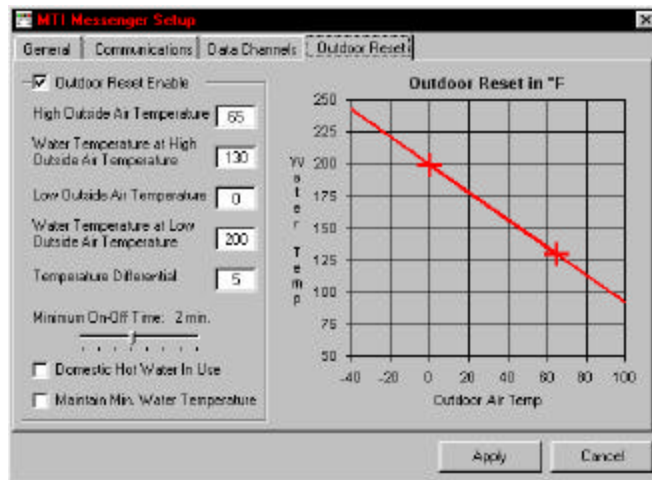 MTI Messenger Setup
General
Communications
Data Channels
Outdoor Reset
Outdoor Reset Enable
High Outside Air Temperature
65
Water Temperature at High
Outside Air Temperature
130
Low Outside Air Temperature
0
Water Temperature at Low
Outside Air Temperature
200
Temperature Differential
5
Minimum On-Off Time: 2 min.
Domestic Hot Water In Use
Maintain Min. Water Temperature
Outdoor Reset in °F
Water Temp
250
225
200
175
150
125
100
75
50
-40 -20 0 20 40 60 80 100
Outdoor Air Temp
Apply
Cancel